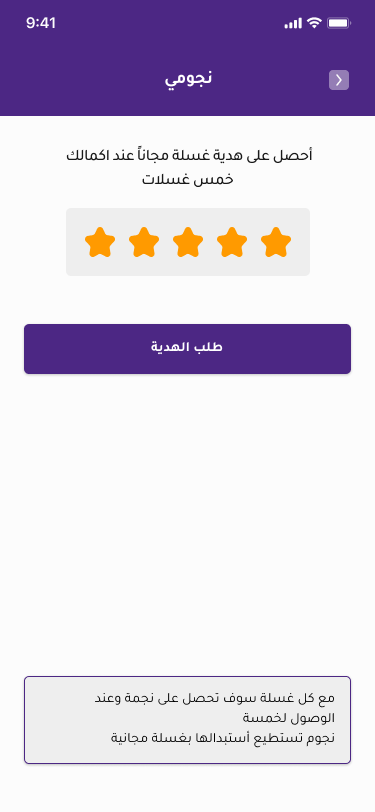 9:41
نجومي
أحصل على هدية غسلة مجاناً عند اكمالك
خمس غسلات
طلب الهدية
مع كل غسلة سوف تحصل على نجمة وعند
الوصول لخمسة
نجوم تستطيع أستبدالها بغسلة مجانية